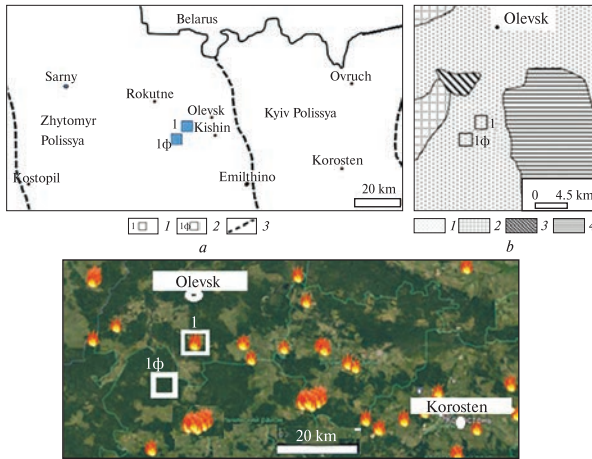 Belarus
Sarny
Ovruch
Rokutne
Olevsk
Zhytomyr
Polissya
1
Kishin
Kyiv Polissya
1ф
Korosten
Kostopil
Emilthino
20 km
1 1 1ф 2 3
a
Olevsk
1
1ф
0 4.5 km
1 2 3 4
b
Olevsk
1
1ф
Korosten
20 km